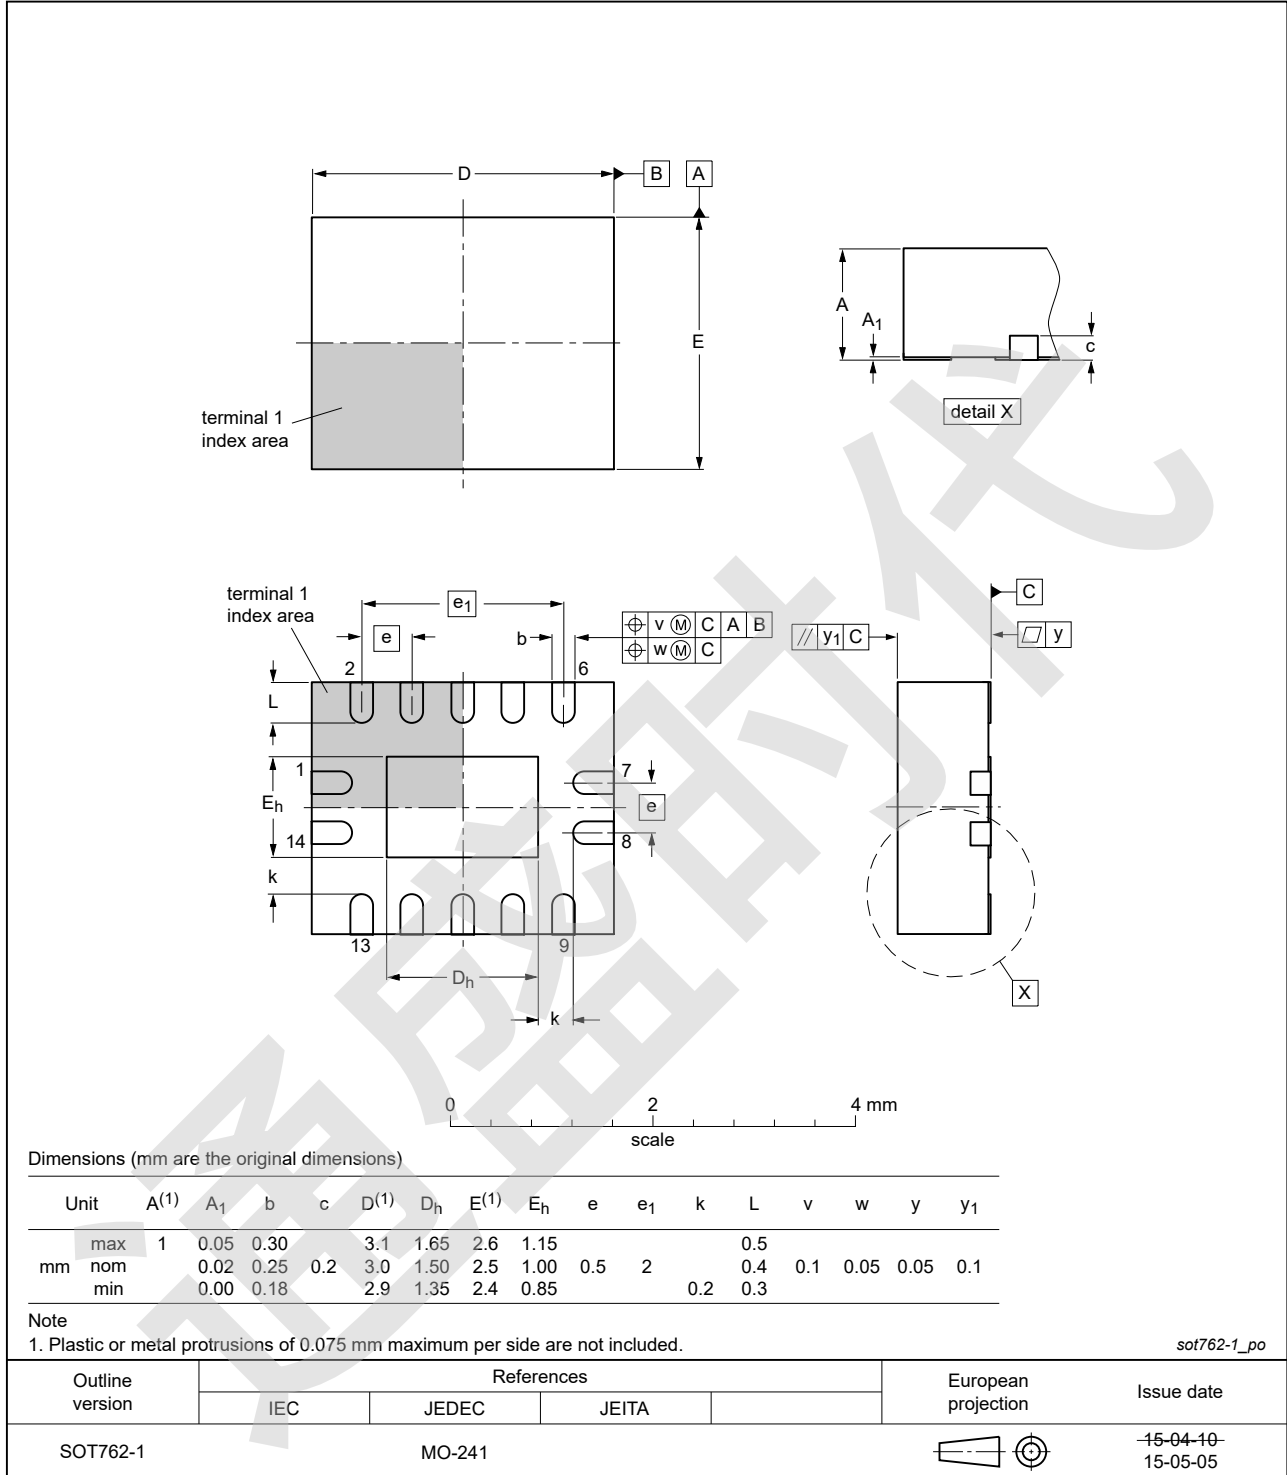 D
B
A
E
terminal 1
index area
A
A1
c
detail X
terminal 1
index area
e1
e
b
v Ⓜ C A B
w Ⓜ C
// y1 C
C
y
2
6
L
1
7
Eh
e
14
8
k
13
9
Dh
k
X
0 2 4 mm
scale
Dimensions (mm are the original dimensions)
Unit A(1) A1 b c D(1) Dh E(1) Eh e e1 k L v w y y1
max 1 0.05 0.30 3.1 1.65 2.6 1.15 0.5
mm nom 0.02 0.25 0.2 3.0 1.50 2.5 1.00 0.5 2 0.4 0.1 0.05 0.05 0.1
min 0.00 0.18 2.9 1.35 2.4 0.85 0.2 0.3
Note
1. Plastic or metal protrusions of 0.075 mm maximum per side are not included.
sot762-1_po
Outline version
References
European projection
Issue date
IEC JEDEC JEITA
SOT762-1 MO-241
15-04-10
15-05-05
通盛时代